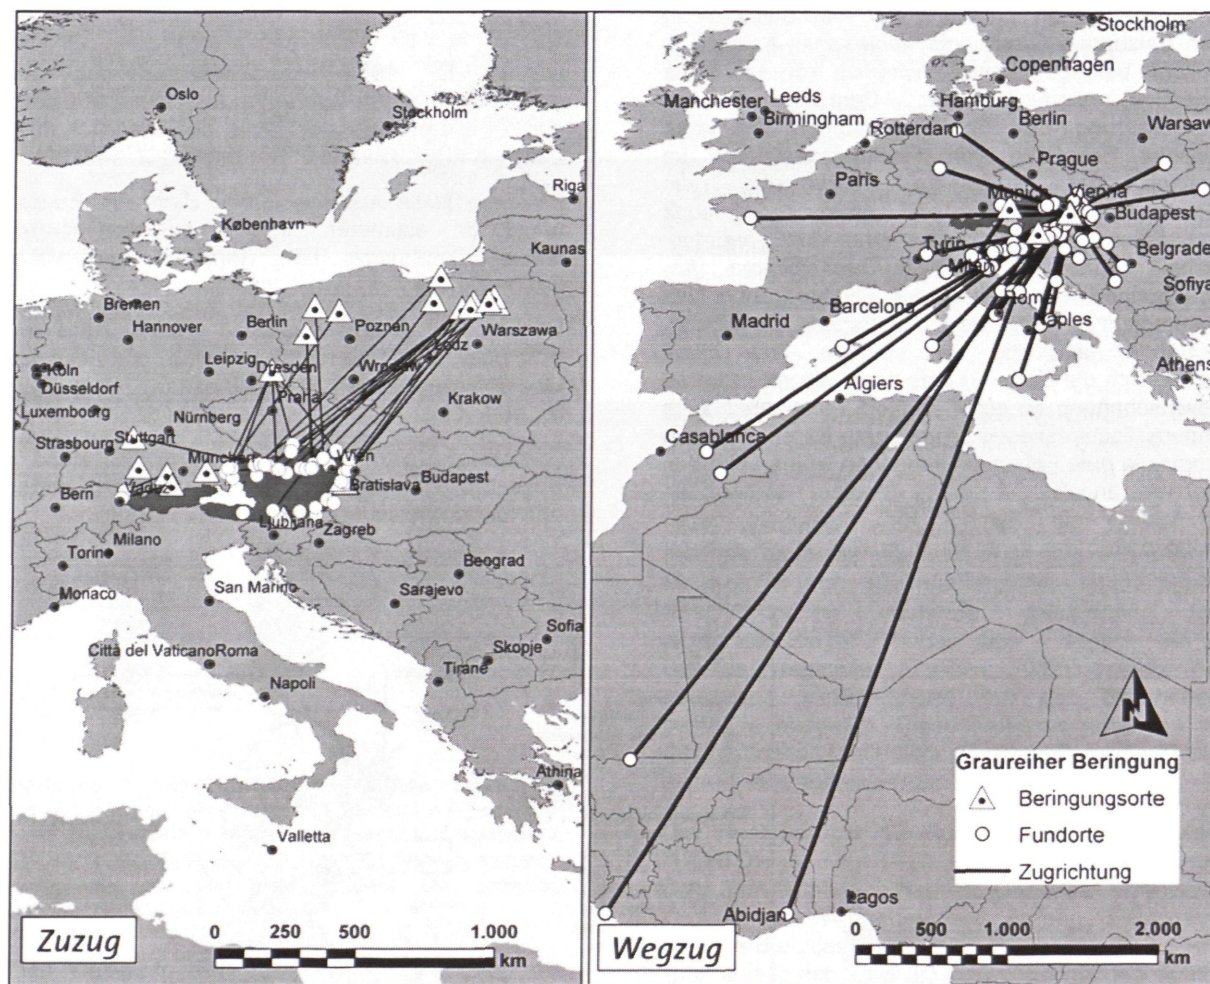 Oslo
Stockholm
Riga
København
Kaunas
Bremen
Hannover
Berlin
Poznán
Warszawa
Lódz
Leipzig
Dresden
Wroclaw
Köln
Düsseldorf
Praha
Krakow
Luxembourg
Nürnberg
Strasbourg
Stuttgart
München
Wien
Vaduz
Bratislava
Budapest
Bern
Ljubljana
Zagreb
Milano
Torino
Beograd
San Marino
Sarajevo
Monaco
Sofia
Skopje
Città del Vaticano
Roma
Tirane
Napoli
Athina
Valletta
Zuzug
0 250 500 1.000
km
Stockholm
Copenhagen
Manchester
Leeds
Hamburg
Birmingham
Berlin
Rotterdam
Warsaw
Prague
Paris
Munich
Vienna
Budapest
Turin
Belgrade
Milan
Sofiya
Rome
Barcelona
Madrid
Naples
Athens
Algiers
Casablanca
N
Graureiher Beringung
Beringungsorte
Fundorte
Zugrichtung
Abidjan
Lagos
Wegzug
0 500 1.000 2.000
km